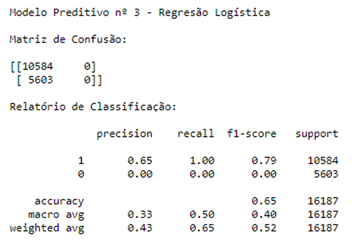 Modelo Preditivo nº 3 - Regresão Logística
Matriz de Confusão:
[[10584     0]
 [ 5603     0]]
Relatório de Classificação:
precision    recall  f1-score   support
1       0.65      1.00      0.79     10584
0       0.00      0.00      0.00      5603
accuracy                           0.65     16187
macro avg       0.33      0.50      0.40     16187
weighted avg       0.43      0.65      0.52     16187